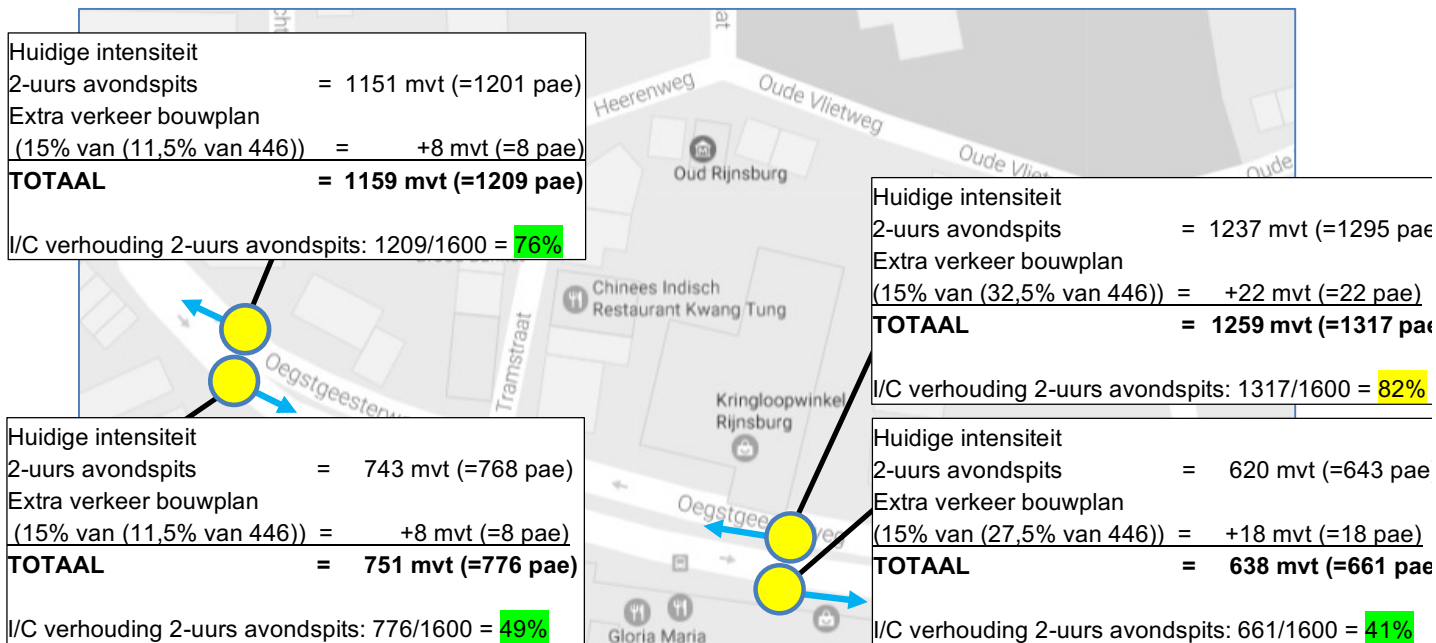 Huidige intensiteit
2-uurs avondspits = 1151 mvt (=1201 pae)
Extra verkeer bouwplan
(15% van (11,5% van 446)) = +8 mvt (=8 pae)
TOTAAL = 1159 mvt (=1209 pae)
I/C verhouding 2-uurs avondspits: 1209/1600 = 76%
Heerenweg
Oude Vlietweg
Oude
Oud Rijnsburg
Huidige intensiteit
2-uurs avondspits = 1237 mvt (=1295 pae
Extra verkeer bouwplan
(15% van (32,5% van 446)) = +22 mvt (=22 pae)
TOTAAL = 1259 mvt (=1317 pae
I/C verhouding 2-uurs avondspits: 1317/1600 = 82%
Chinees Indisch
Restaurant Kwang Tung
Tramstraat
Kringloopwinkel
Rijnsburg
Huidige intensiteit
2-uurs avondspits = 743 mvt (=768 pae)
Extra verkeer bouwplan
(15% van (11,5% van 446)) = +8 mvt (=8 pae)
TOTAAL = 751 mvt (=776 pae)
I/C verhouding 2-uurs avondspits: 776/1600 = 49%
Huidige intensiteit
2-uurs avondspits = 620 mvt (=643 pae
Extra verkeer bouwplan
(15% van (27,5% van 446)) = +18 mvt (=18 pae)
TOTAAL = 638 mvt (=661 pae
I/C verhouding 2-uurs avondspits: 661/1600 = 41%
Gloria Maria